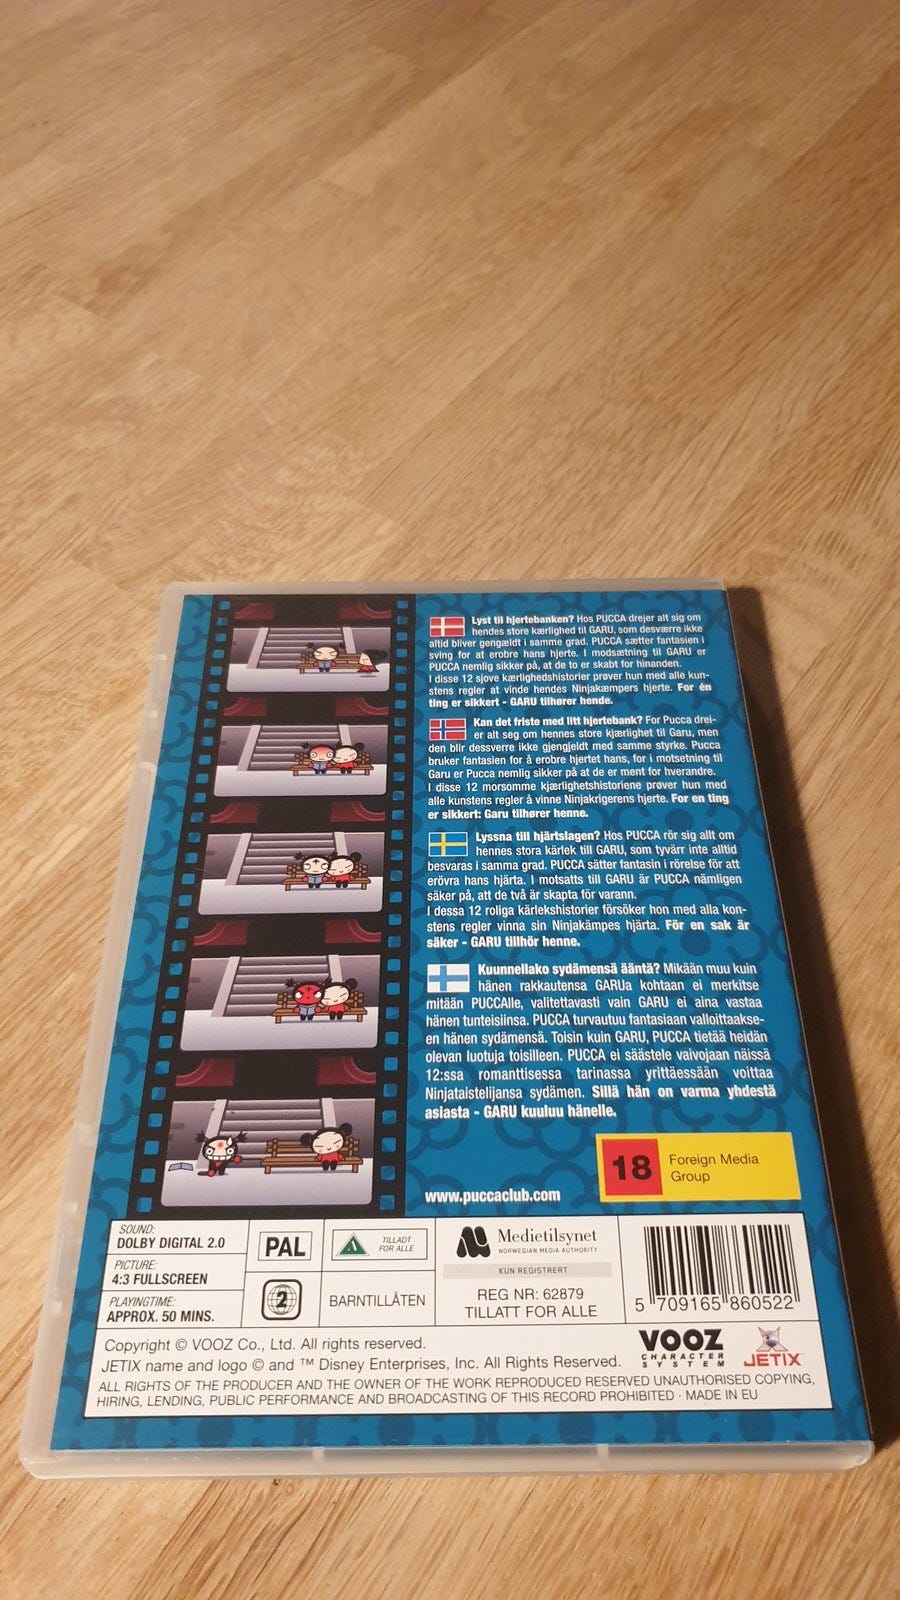 Lyst til hjertebanken? Hos PUCCA drejer alt sig om
hendes store kærlighed til GARU, som desværre ikke
altid bliver gengældt i samme grad. PUCCA sætter fantasien i
sving for at erobre hans hjerte. I modsætning til GARU er
PUCCA nemlig sikker på, at de to er skabt for hinanden.
I disse 12 sjove kærlighedshistorier prøver hun med alle kun-
stens regler at vinde hendes Ninjakæmpers hjerte. For én
ting er sikkert - GARU tilhører hende.
Kan det friste med litt hjertebank? For Pucca drei-
er alt seg om hennes store kjærlighet til Garu, men
den blir dessverre ikke gjengjeldt med samme styrke. Pucca
bruker fantasien for å erobre hjertet hans, for i motsetning til
Garu er Pucca nemlig sikker på at de er ment for hverandre.
I disse 12 morsomme kjærlighetshistoriene prøver hun med
alle kunstens regler å vinne Ninjakrigerens hjerte. For en ting
er sikkert: Garu tilhører henne.
Lyssna till hjärtslagen? Hos PUCCA rör sig allt om
hennes stora kärlek till GARU, som tyvärr inte alltid
besvaras i samma grad. PUCCA sätter fantasin i rörelse för att
erövra hans hjärta. I motsatts till GARU är PUCCA nämligen
säker på, att de två är skapta för varann.
I dessa 12 roliga kärlekshistorier försöker hon med alla kon-
stens regler vinna sin Ninjakämpes hjärta. För en sak är
säker - GARU tillhör henne.
Kuunnellako sydämensä ääntä? Mikään muu kuin
hänen rakkautensa GARUa kohtaan ei merkitse
mitään PUCCAlle, valitettavasti vain GARU ei aina vastaa
hänen tunteisiinsa. PUCCA turvautuu fantasiaan valloittaakse-
en hänen sydämensä. Toisin kuin GARU, PUCCA tietää heidän
olevan luotuja toisilleen. PUCCA ei säästele vaivojaan näissä
12:ssa romanttisessa tarinassa yrittäessään voittaa
Ninjataistelijansa sydämen. Sillä hän on varma yhdestä
asiasta - GARU kuuluu hänelle.
www.puccaclub.com
18 Foreign Media
Group
SOUND:
DOLBY DIGITAL 2.0
PICTURE:
4:3 FULLSCREEN
PLAYINGTIME:
APPROX. 50 MINS.
PAL
2
A
TILLADT
FOR ALLE
BARNTILLÅTEN
Medietilsynet
NORWEGIAN MEDIA AUTHORITY
KUN REGISTRERT
REG NR: 62879
TILLATT FOR ALLE
5 709165 860522
Copyright © VOOZ Co., Ltd. All rights reserved.
JETIX name and logo © and ™ Disney Enterprises, Inc. All Rights Reserved.
VOOZ
CHARACTER
SYSTEM
JETIX
ALL RIGHTS OF THE PRODUCER AND THE OWNER OF THE WORK REPRODUCED RESERVED UNAUTHORISED COPYING,
HIRING, LENDING, PUBLIC PERFORMANCE AND BROADCASTING OF THIS RECORD PROHIBITED · MADE IN EU